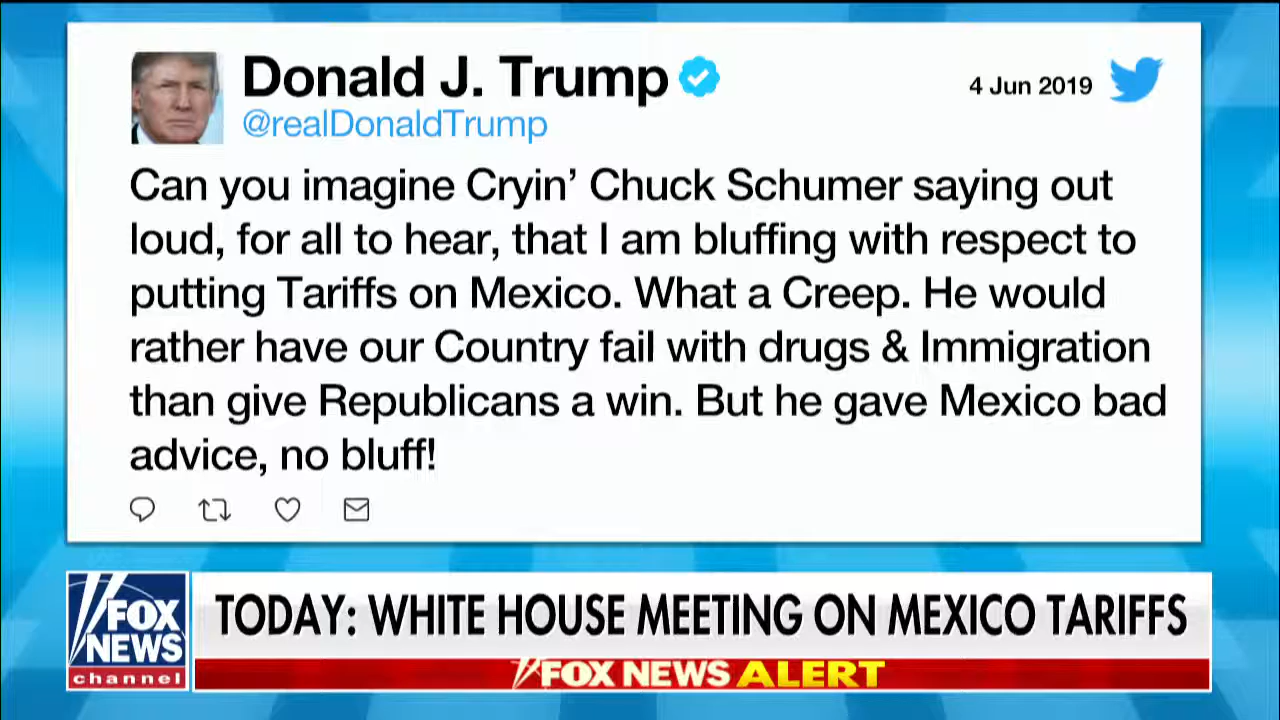 Donald J. Trump
@realDonaldTrump
4 Jun 2019
Can you imagine Cryin’ Chuck Schumer saying out
loud, for all to hear, that I am bluffing with respect to
putting Tariffs on Mexico. What a Creep. He would
rather have our Country fail with drugs & Immigration
than give Republicans a win. But he gave Mexico bad
advice, no bluff!
FOX
NEWS
channel
TODAY: WHITE HOUSE MEETING ON MEXICO TARIFFS
FOX NEWS ALERT